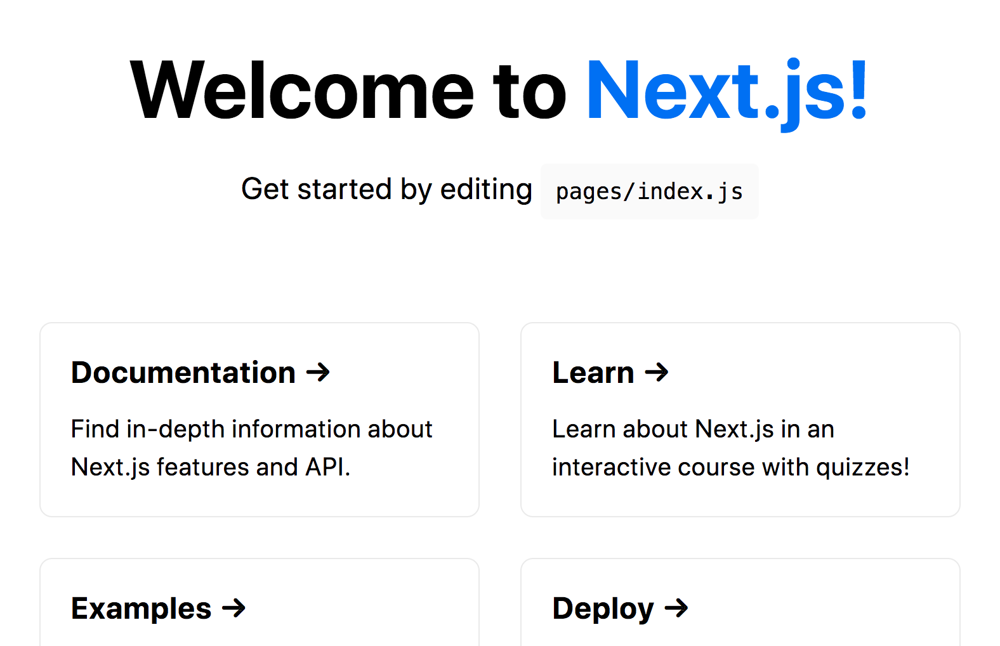 Welcome to Next.js!
Get started by editing pages/index.js
Documentation →
Find in-depth information about
Next.js features and API.
Learn →
Learn about Next.js in an
interactive course with quizzes!
Examples →
Deploy →